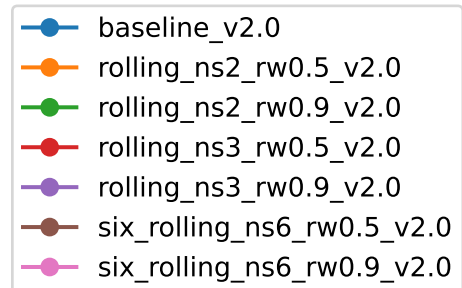 baseline_v2.0
rolling_ns2_rw0.5_v2.0
rolling_ns2_rw0.9_v2.0
rolling_ns3_rw0.5_v2.0
rolling_ns3_rw0.9_v2.0
six_rolling_ns6_rw0.5_v2.0
six_rolling_ns6_rw0.9_v2.0